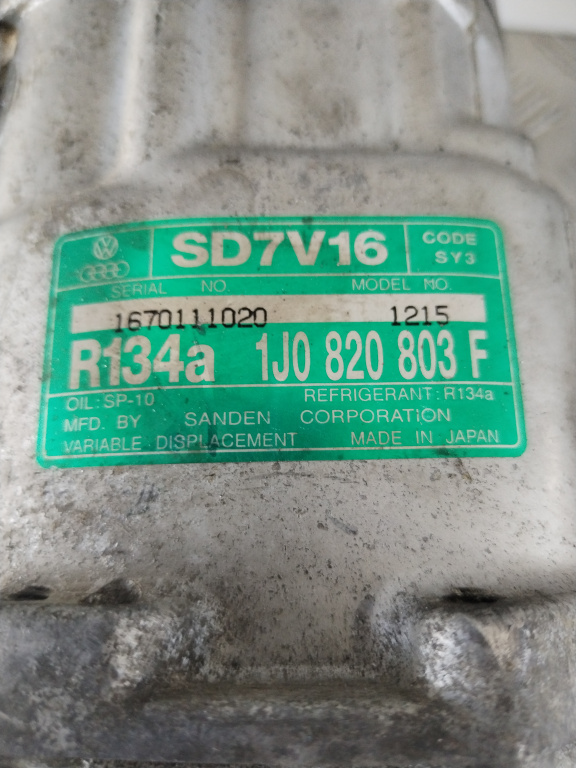 SD7V16
CODE
SY3
SERIAL NO. MODEL NO.
1670111020 1215
R134a 1J0 820 803 F
OIL: SP-10 REFRIGERANT: R134a
MFD. BY SANDEN CORPORATION
VARIABLE DISPLACEMENT MADE IN JAPAN